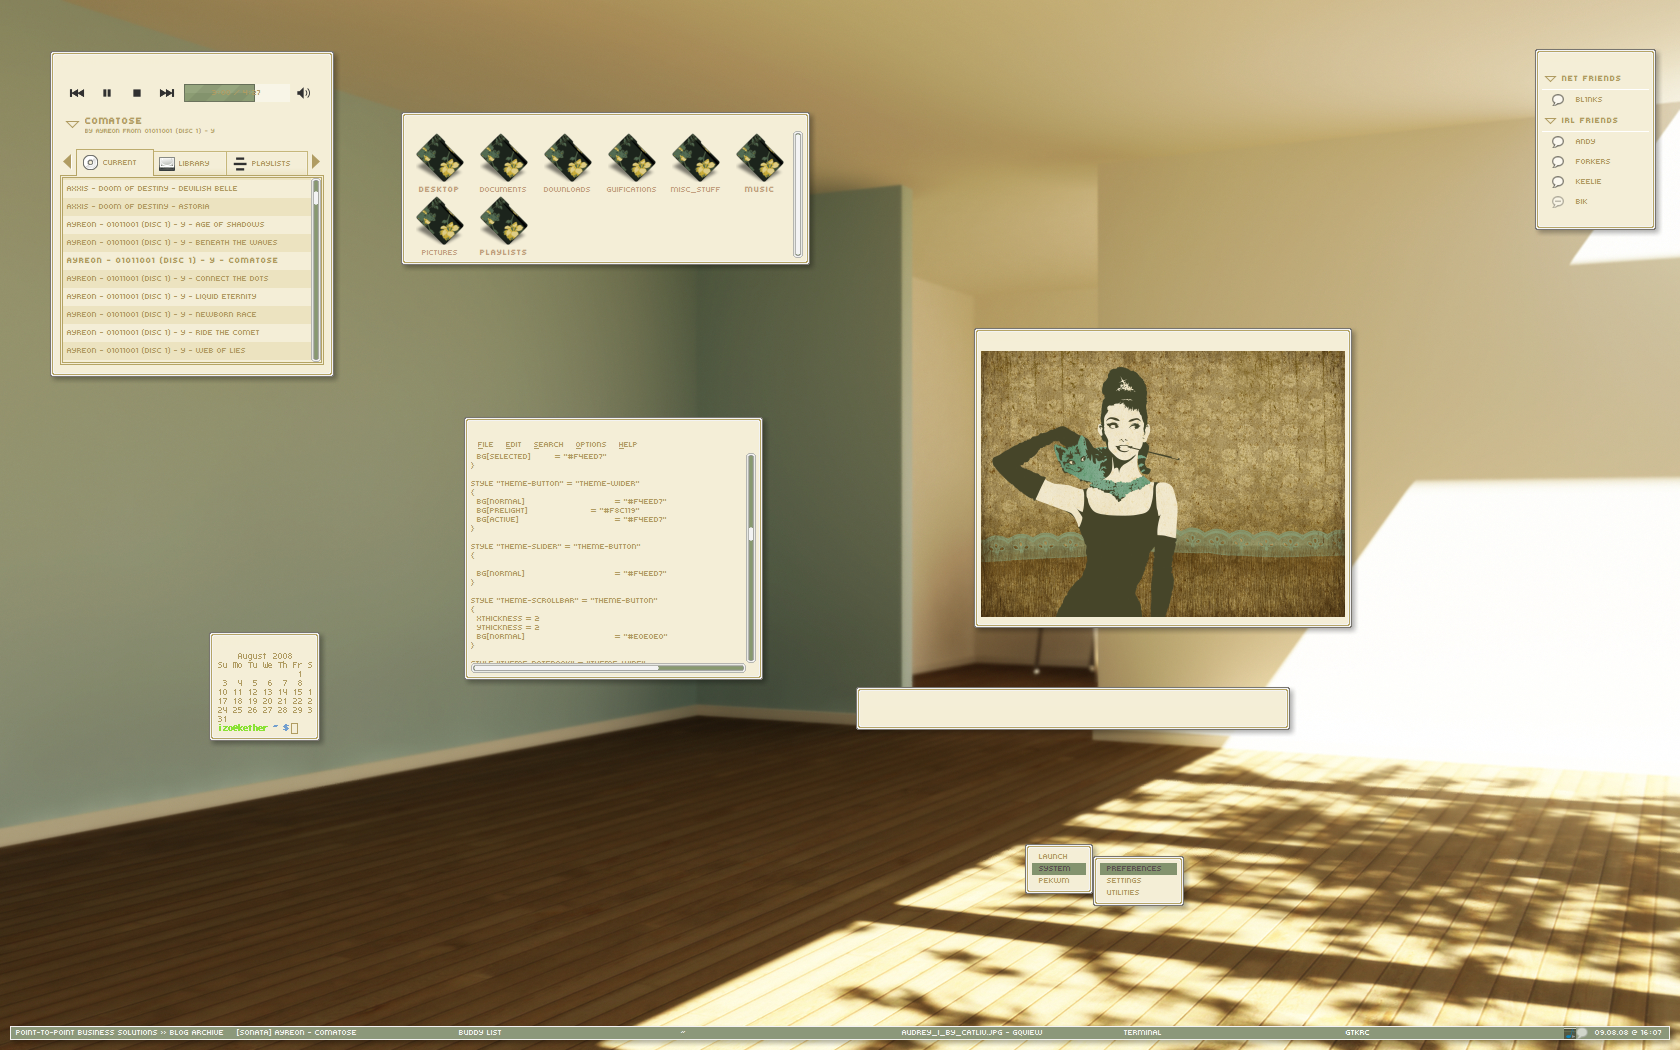 COMATOSE
BY AYREON FROM 01011001 (DISC 1) - Y
CURRENT
LIBRARY
PLAYLISTS
AXXIS - DOOM OF DESTINY - DEVILISH BELLE
AXXIS - DOOM OF DESTINY - ASTORIA
AYREON - 01011001 (DISC 1) - Y - AGE OF SHADOWS
AYREON - 01011001 (DISC 1) - Y - BENEATH THE WAVES
AYREON - 01011001 (DISC 1) - Y - COMATOSE
AYREON - 01011001 (DISC 1) - Y - CONNECT THE DOTS
AYREON - 01011001 (DISC 1) - Y - LIQUID ETERNITY
AYREON - 01011001 (DISC 1) - Y - NEWBORN RACE
AYREON - 01011001 (DISC 1) - Y - RIDE THE COMET
AYREON - 01011001 (DISC 1) - Y - WEB OF LIES
DESKTOP DOCUMENTS DOWNLOADS GUIFICATIONS MISC_STUFF MUSIC
PICTURES PLAYLISTS
NET FRIENDS
BL1NKS
IRL FRIENDS
ANDY
FORKERS
KEELIE
BIK
FILE EDIT SEARCH OPTIONS HELP
BG[SELECTED] = "#F4EED7"
}
STYLE "THEME-BUTTON" = "THEME-WIDER"
{
BG[NORMAL] = "#F4EED7"
BG[PRELIGHT] = "#F8C119"
BG[ACTIVE] = "#F4EED7"
}
STYLE "THEME-SLIDER" = "THEME-BUTTON"
{
BG[NORMAL] = "#F4EED7"
}
STYLE "THEME-SCROLLBAR" = "THEME-BUTTON"
{
XTHICKNESS = 2
YTHICKNESS = 2
BG[NORMAL] = "#E0E0E0"
}
August 2008
Su Mo Tu We Th Fr S
1
3 4 5 6 7 8
10 11 12 13 14 15 1
17 18 19 20 21 22 2
24 25 26 27 28 29 3
31
izo@kether ~ $
LAUNCH
SYSTEM
PEKWM
PREFERENCES
SETTINGS
UTILITIES
POINT-TO-POINT BUSINESS SOLUTIONS >> BLOG ARCHIVE [SONATA] AYREON - COMATOSE BUDDY LIST ~ AUDREY_I_BY_CATLIV.JPG - GQVIEW TERMINAL GTKRC 09.08.08 @ 16:07